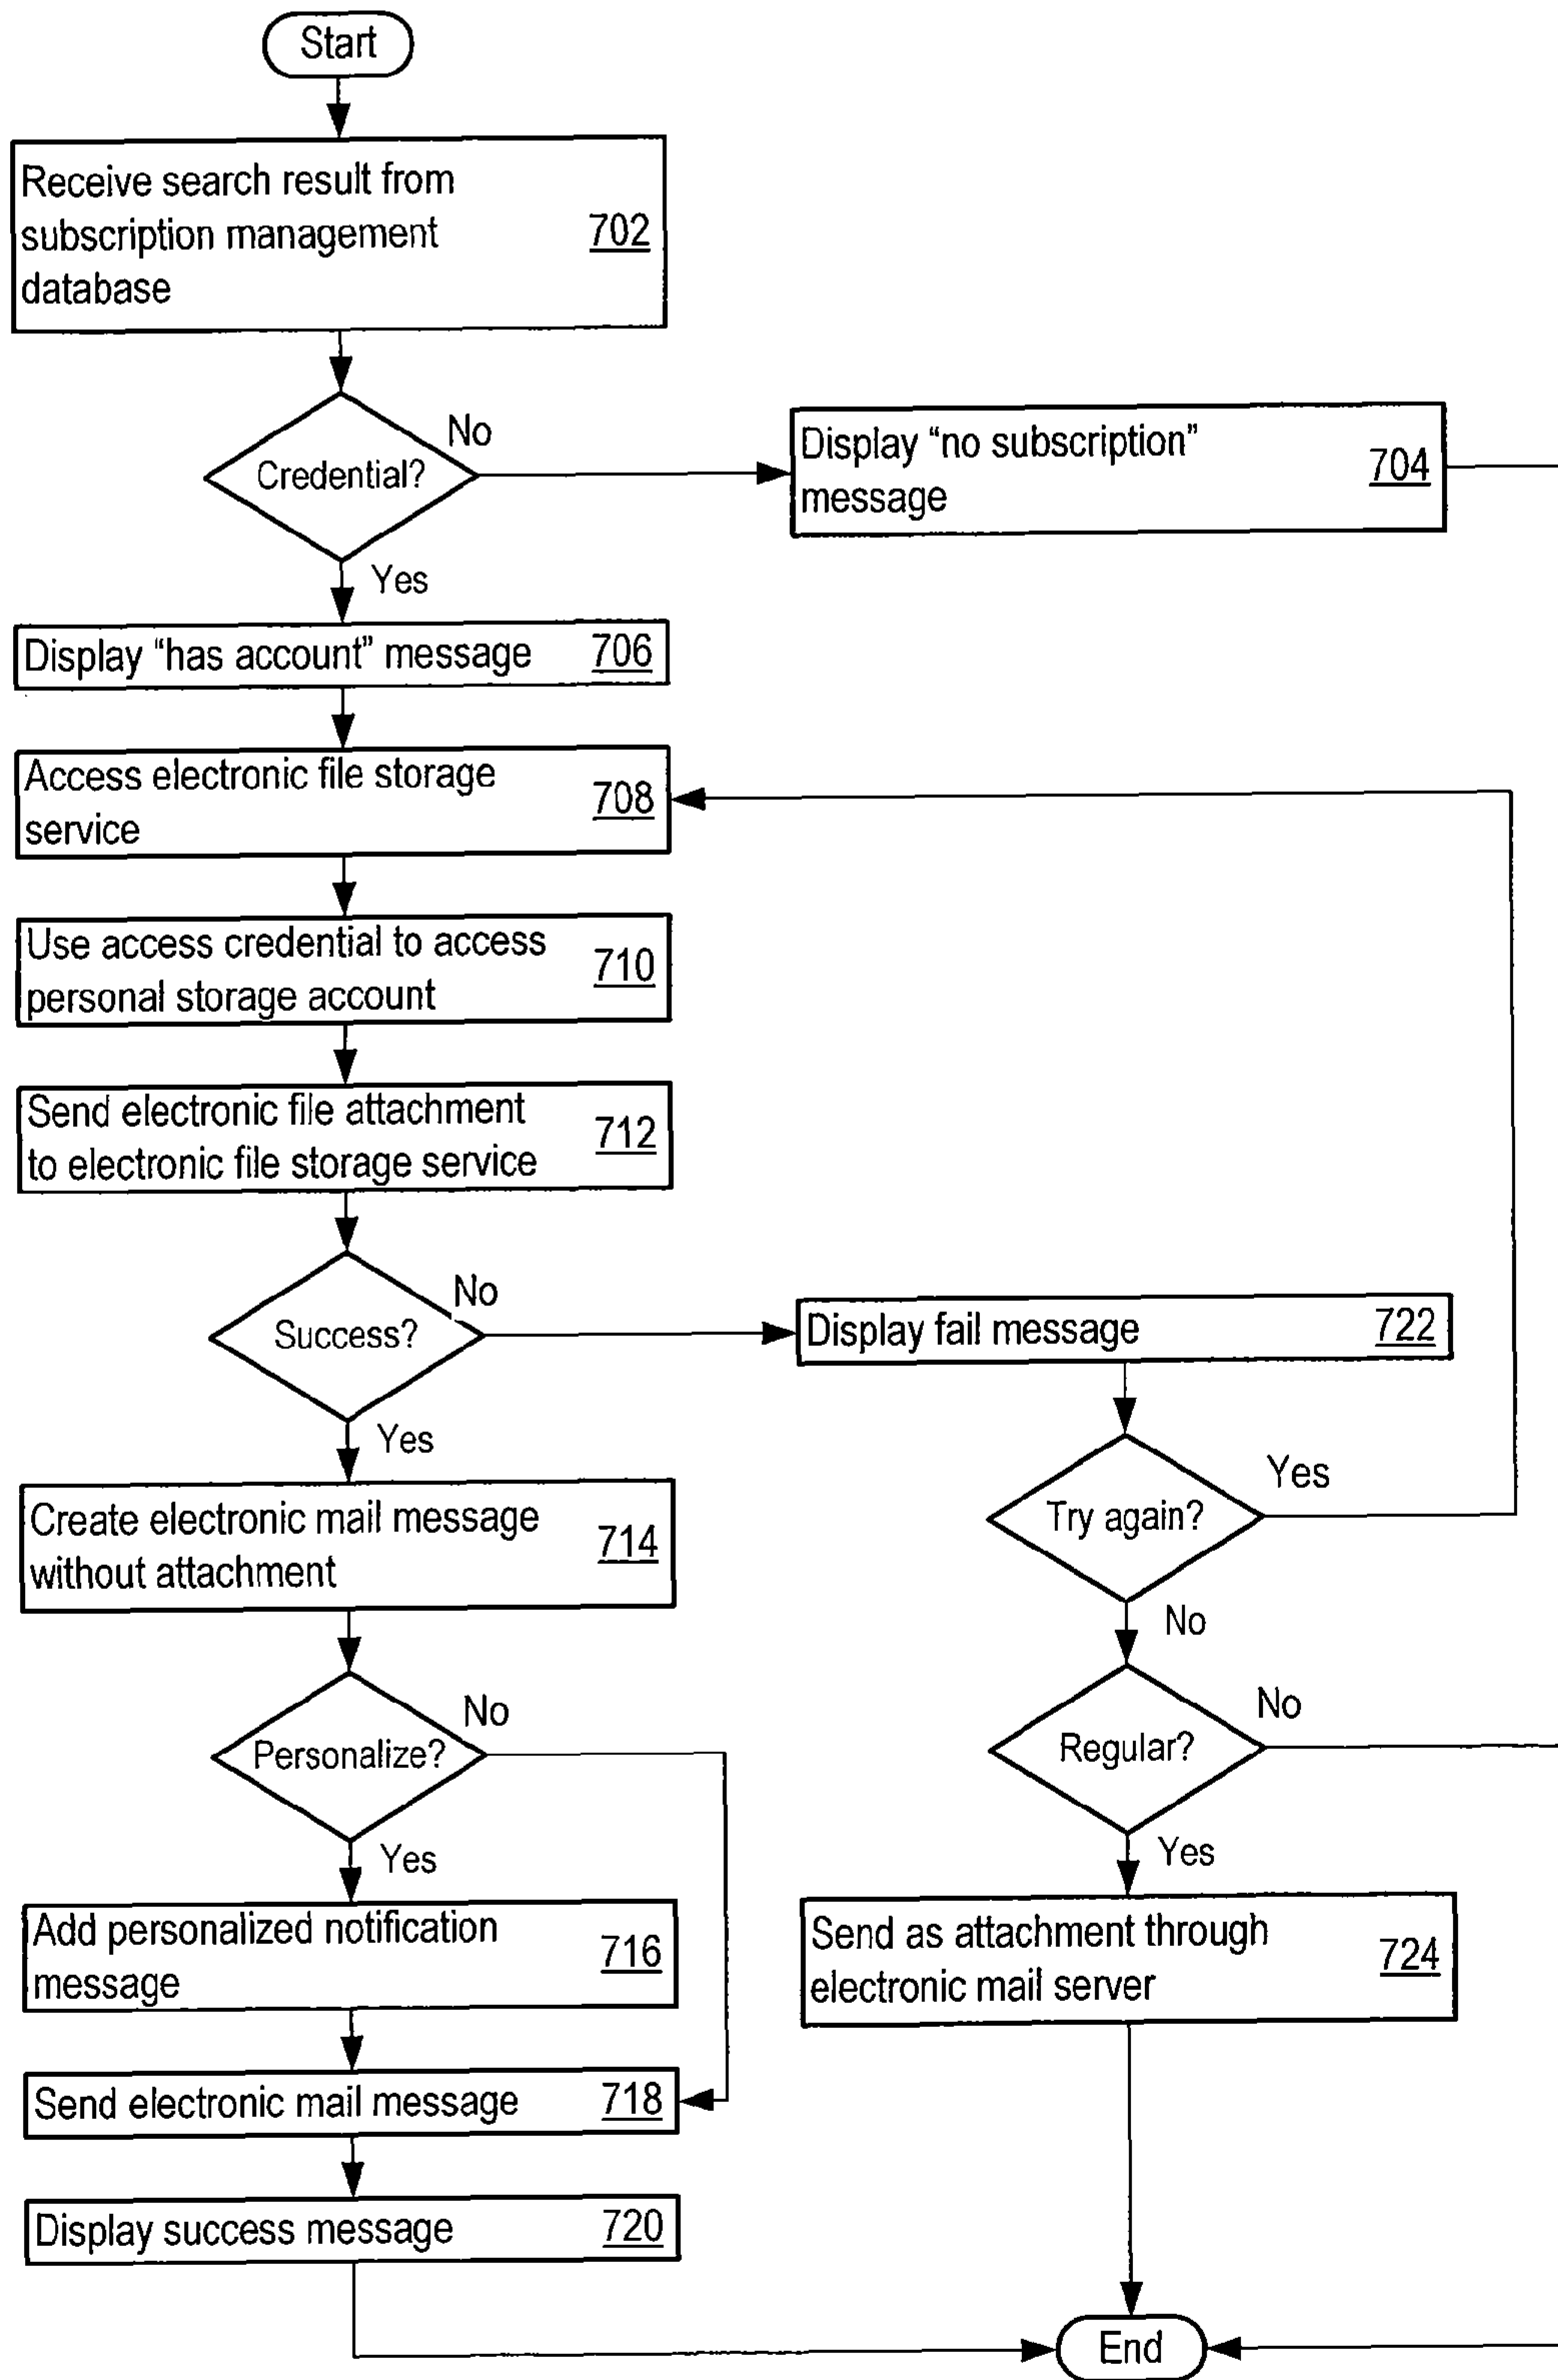 Start
Receive search result from
subscription management
database
702
Credential?
No
Yes
Display “no subscription”
message
704
Display “has account” message
706
Access electronic file storage
service
708
Use access credential to access
personal storage account
710
Send electronic file attachment
to electronic file storage service
712
Success?
No
Yes
Display fail message
722
Try again?
Yes
No
Create electronic mail message
without attachment
714
Personalize?
No
Yes
Regular?
No
Yes
Add personalized notification
message
716
Send as attachment through
electronic mail server
724
Send electronic mail message
718
Display success message
720
End